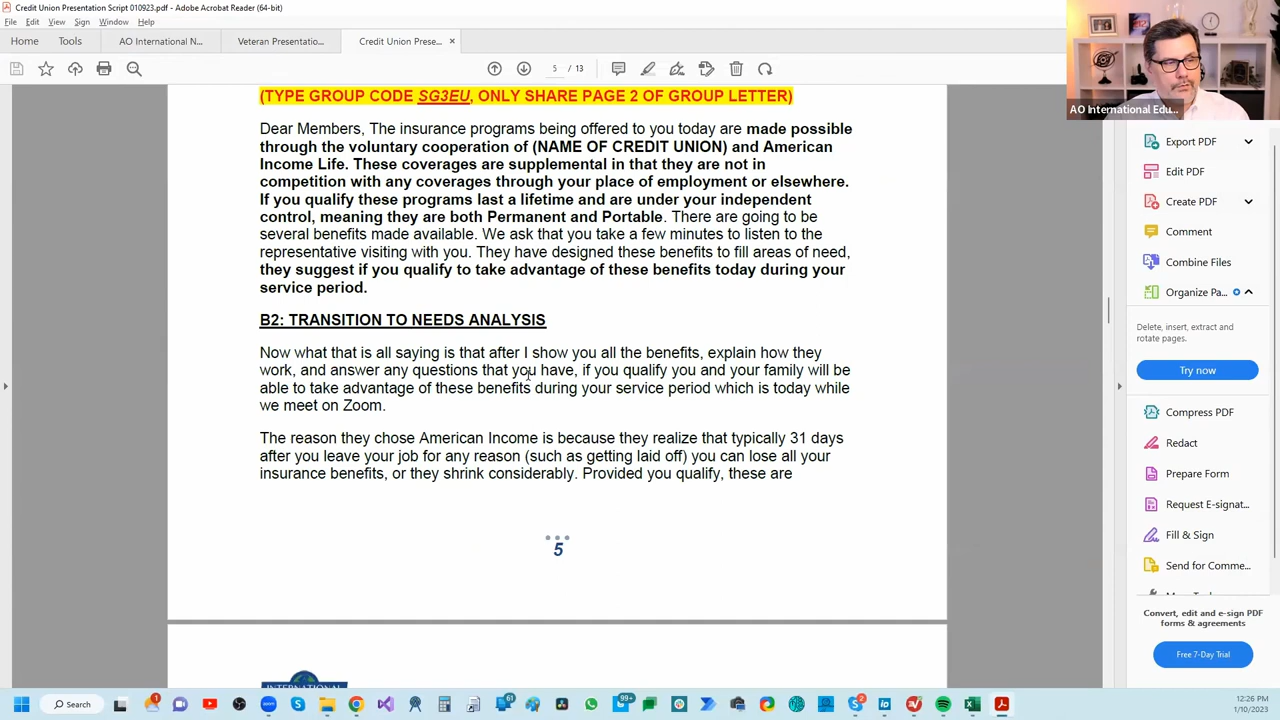 Credit Union Presentation Script 010923.pdf - Adobe Acrobat Reader (64-bit)
File Edit View Sign Window Help
Home Tools AO International N... Veteran Presentatio... Credit Union Prese... ×
5 / 13
AO International Edu...
(TYPE GROUP CODE SG3EU, ONLY SHARE PAGE 2 OF GROUP LETTER)
Dear Members, The insurance programs being offered to you today are made possible
through the voluntary cooperation of (NAME OF CREDIT UNION) and American
Income Life. These coverages are supplemental in that they are not in
competition with any coverages through your place of employment or elsewhere.
If you qualify these programs last a lifetime and are under your independent
control, meaning they are both Permanent and Portable. There are going to be
several benefits made available. We ask that you take a few minutes to listen to the
representative visiting with you. They have designed these benefits to fill areas of need,
they suggest if you qualify to take advantage of these benefits today during your
service period.
B2: TRANSITION TO NEEDS ANALYSIS
Now what that is all saying is that after I show you all the benefits, explain how they
work, and answer any questions that you have, if you qualify you and your family will be
able to take advantage of these benefits during your service period which is today while
we meet on Zoom.
The reason they chose American Income is because they realize that typically 31 days
after you leave your job for any reason (such as getting laid off) you can lose all your
insurance benefits, or they shrink considerably. Provided you qualify, these are
5
INTERNATIONAL
Export PDF
Edit PDF
Create PDF
Comment
Combine Files
Organize Pa...
Delete, insert, extract and
rotate pages.
Try now
Compress PDF
Redact
Prepare Form
Request E-signat...
Fill & Sign
Send for Comme...
Convert, edit and e-sign PDF
forms & agreements
Free 7-Day Trial
Search
1
61
99+
2
12:26 PM
1/10/2023